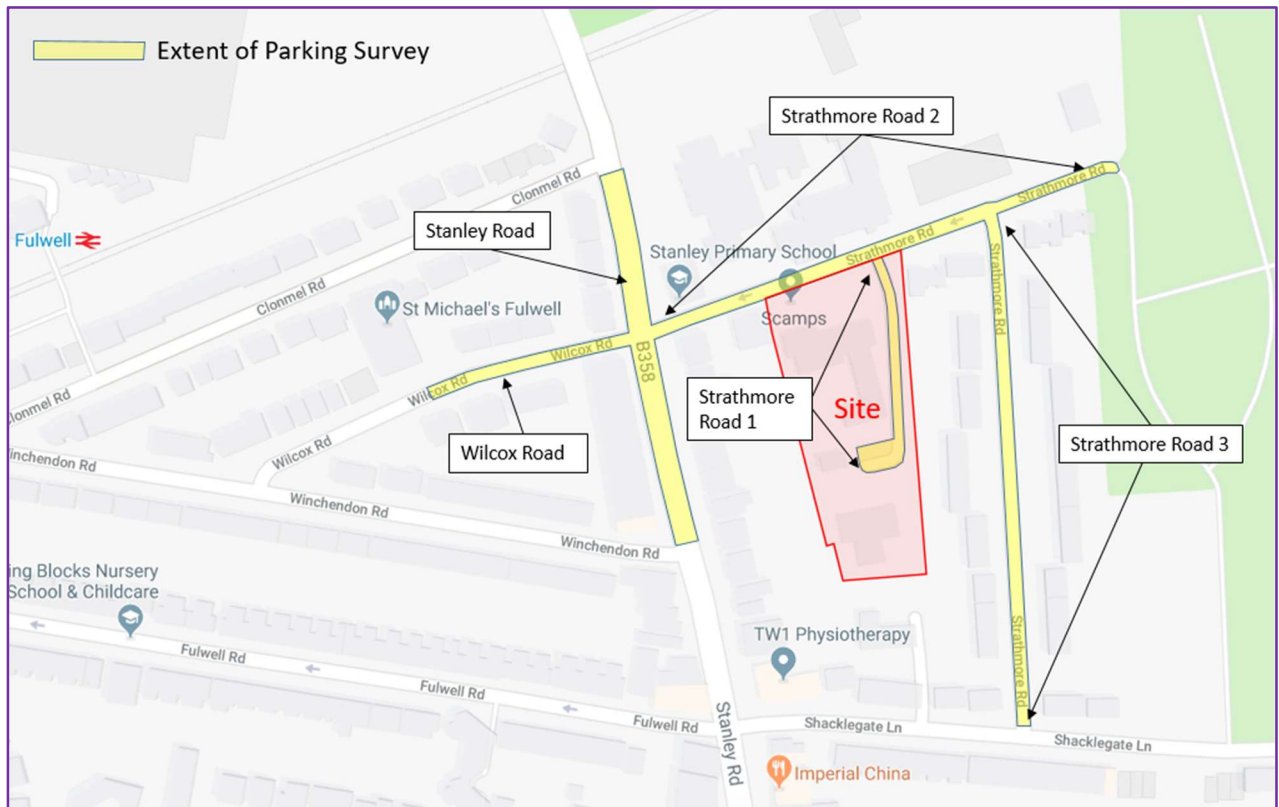 Extent of Parking Survey
Strathmore Road 2
Clonmel Rd
Strathmore Rd
Stanley Road
Fulwell
Stanley Primary School
Strathmore Rd
Clonmel Rd
St Michael's Fulwell
Scamps
Strathmore Rd
Wilcox Rd
B358
Wilcox Rd
Strathmore
Road 1
Site
Clonmel Rd
Strathmore Road 3
Wilcox Road
Wilcox Rd
Winchendon Rd
Winchendon Rd
Winchendon Rd
ing Blocks Nursery
School & Childcare
TW1 Physiotherapy
Strathmore Rd
Fulwell Rd
Fulwell Rd
Fulwell Rd
Stanley Rd
Shacklegate Ln
Shacklegate Ln
Imperial China